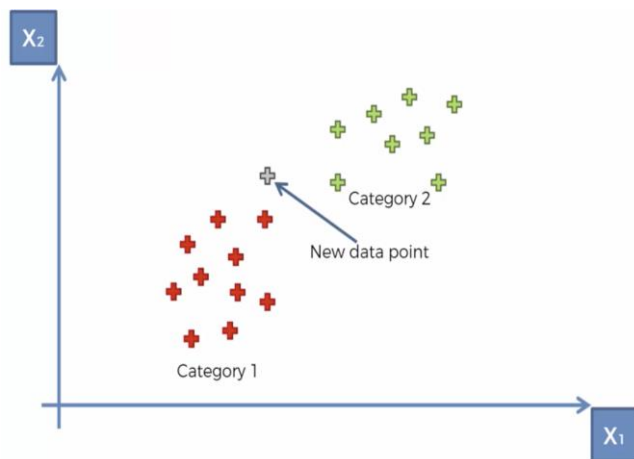 X₂
Category 2
New data point
Category 1
X₁